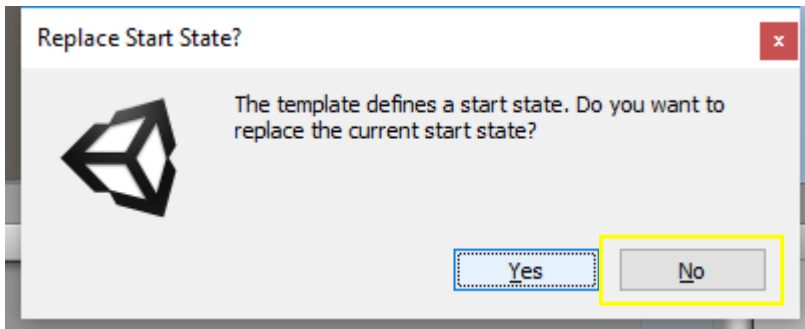 Replace Start State?
x
The template defines a start state. Do you want to
replace the current start state?
Yes
No